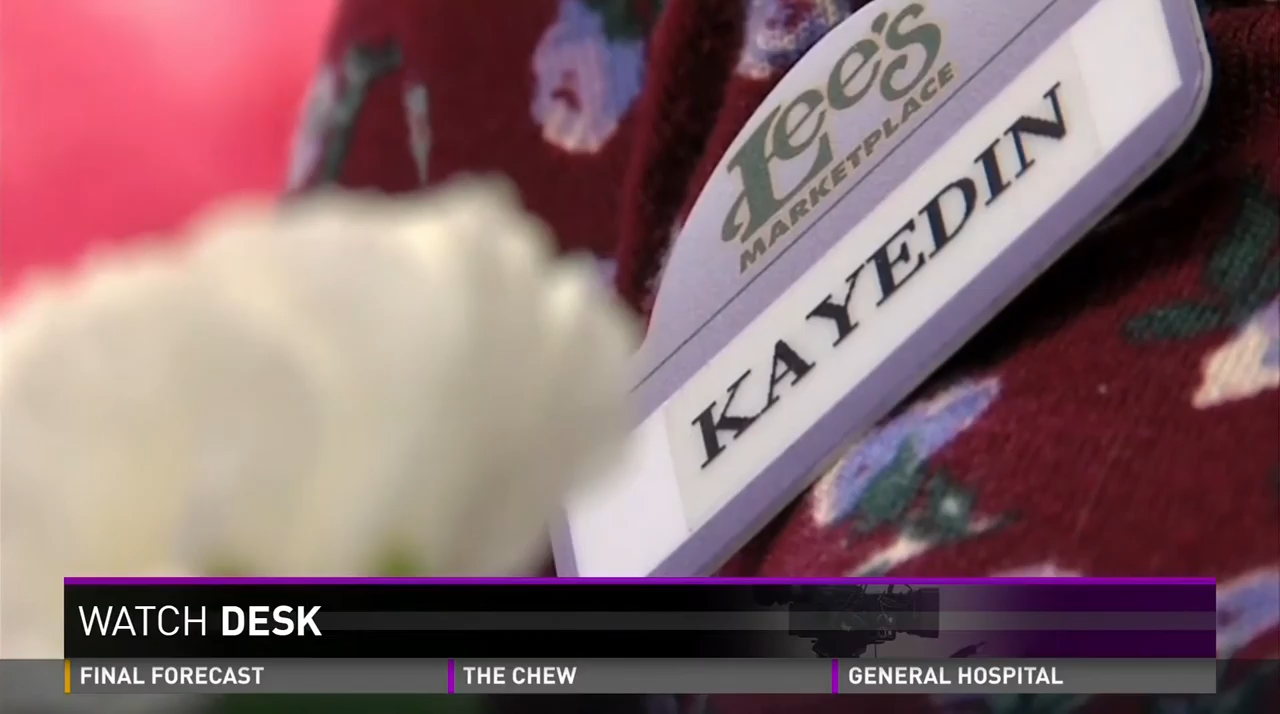 Lee's
MARKETPLACE
KAYEDIN
WATCH DESK
FINAL FORECAST
THE CHEW
GENERAL HOSPITAL